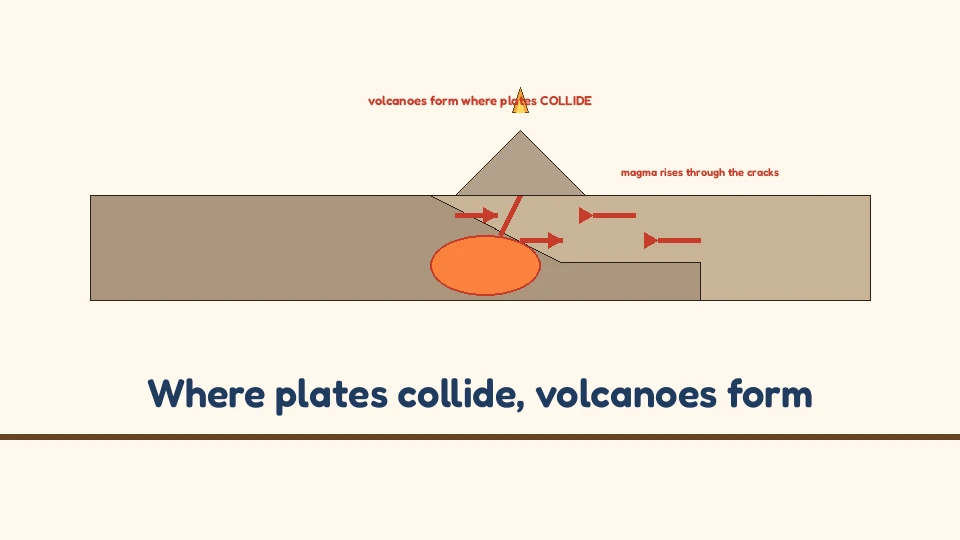 volcanoes form where plates COLLIDE
magma rises through the cracks
Where plates collide, volcanoes form